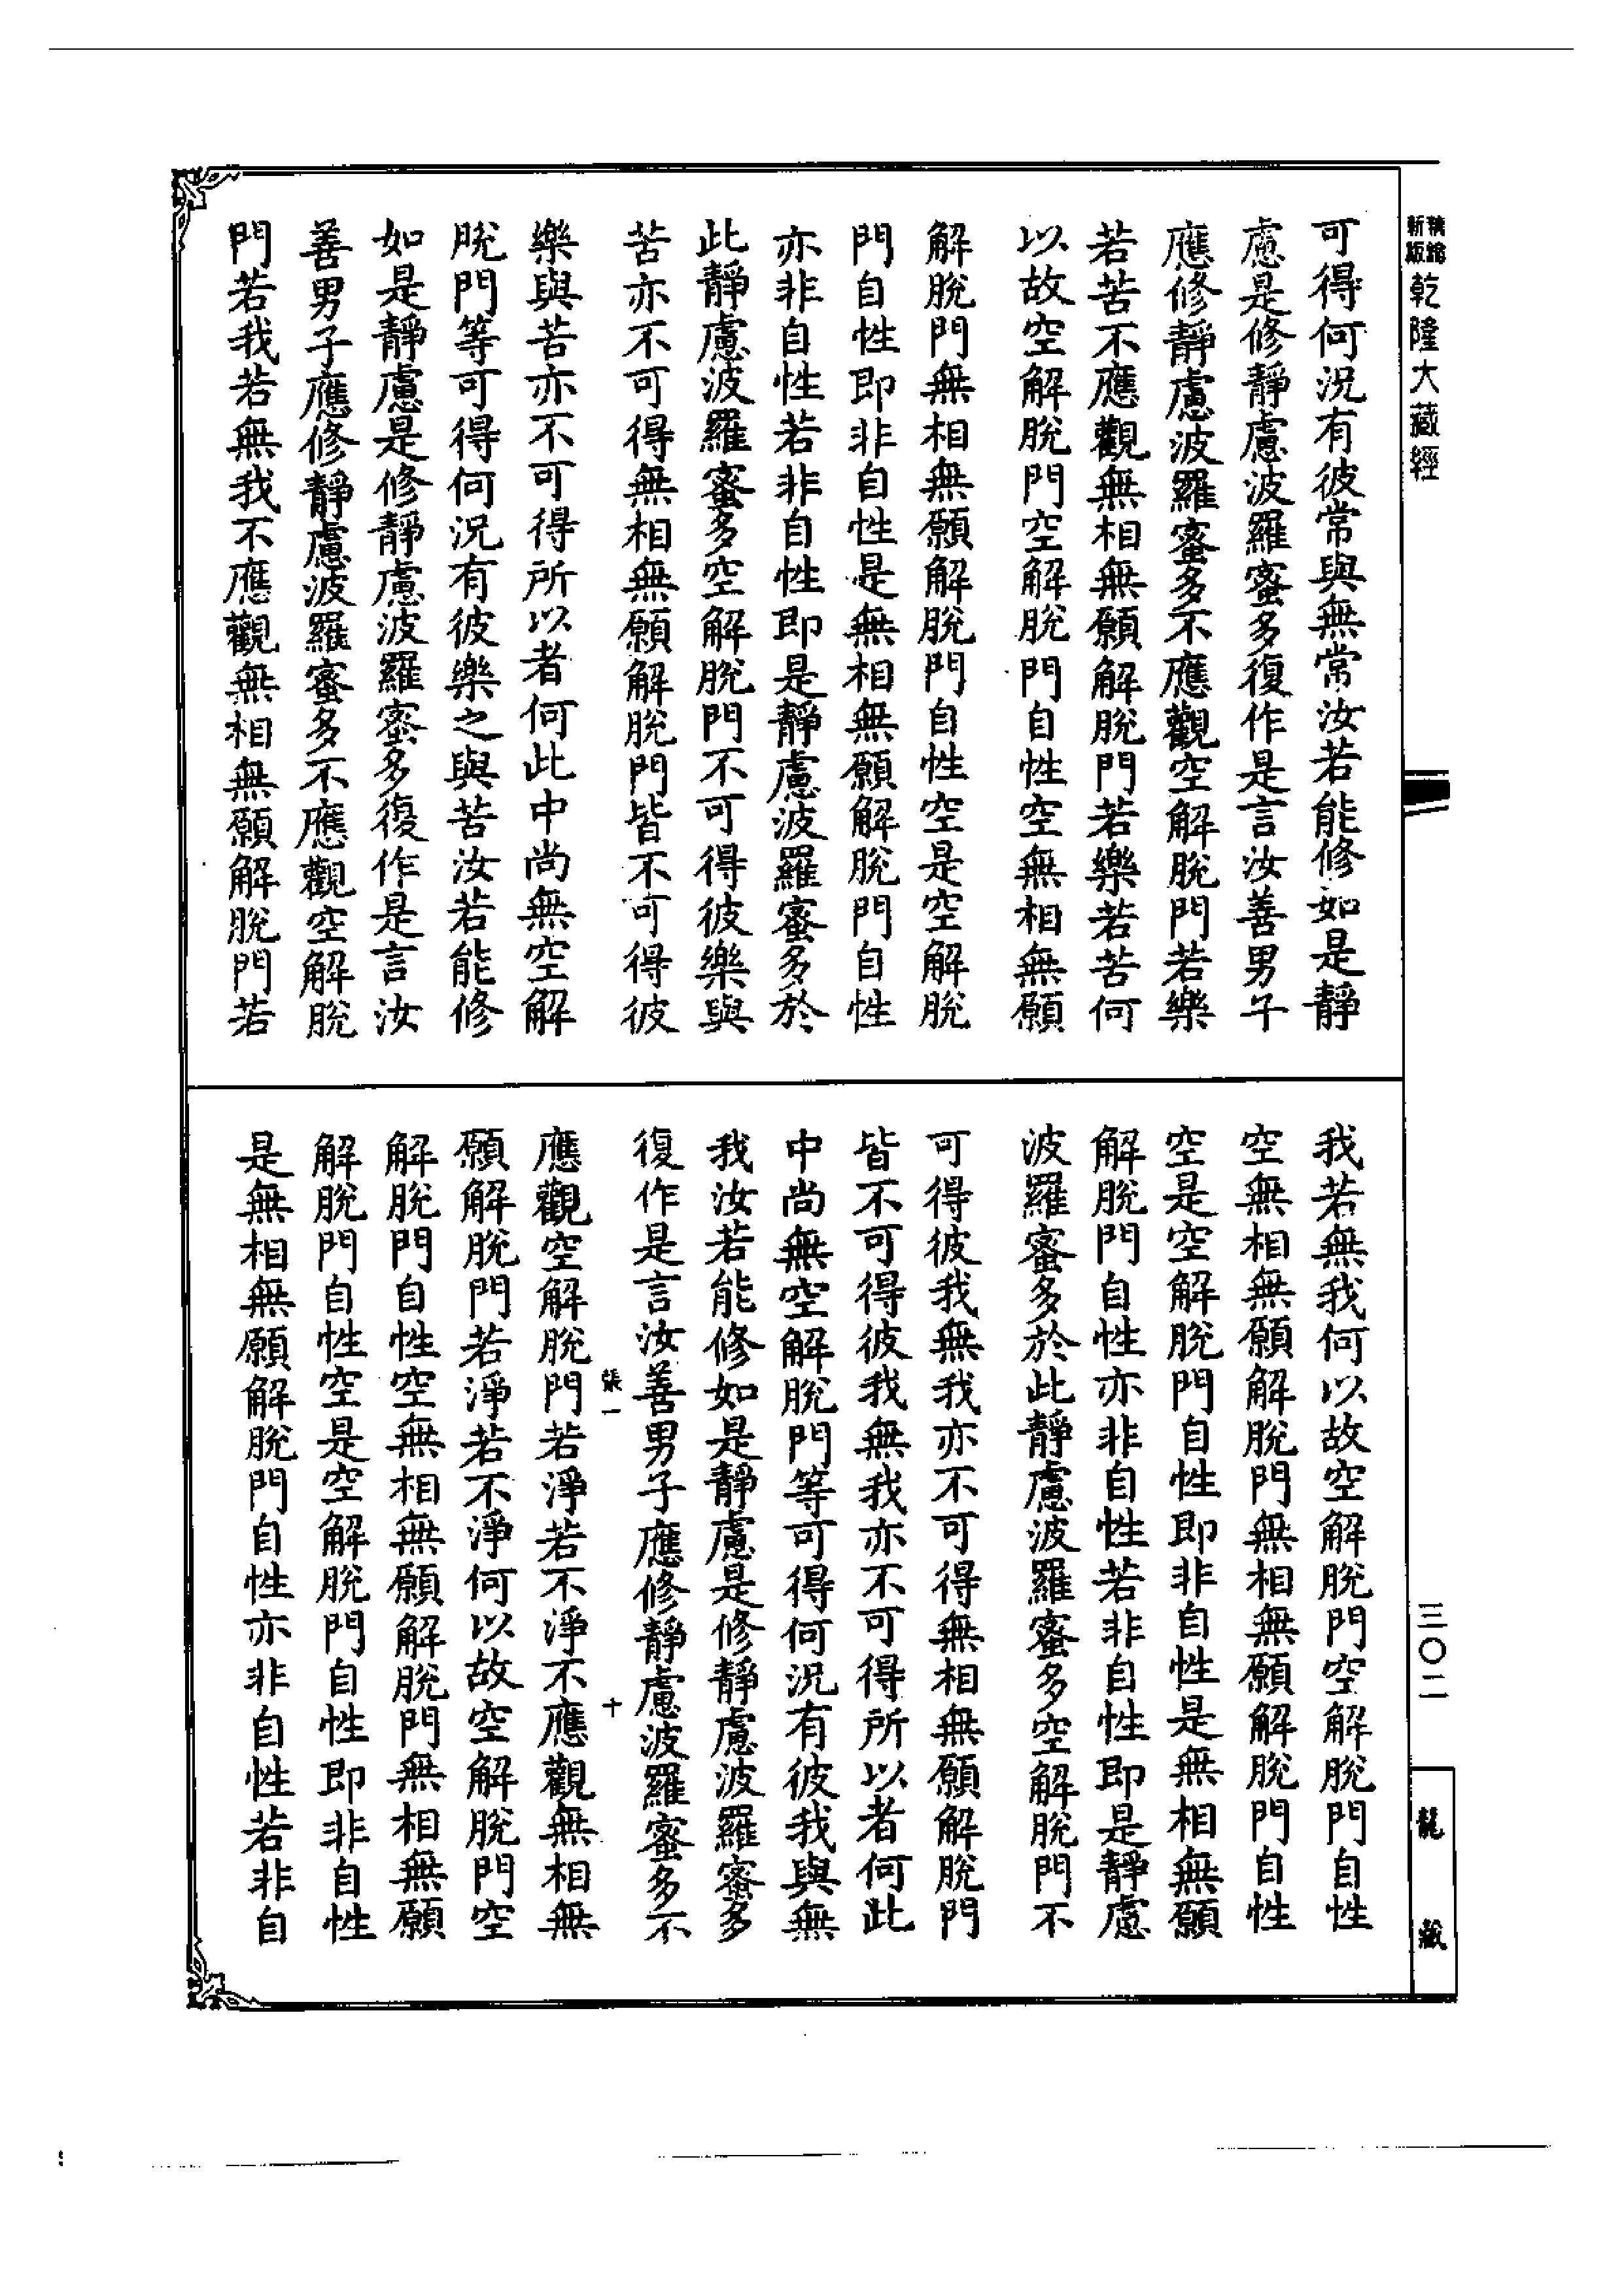 新版 精縮 乾隆大藏經
可得何況有彼常與無常汝若能修如是靜
慮是修靜慮波羅蜜多復作是言汝善男子
應修靜慮波羅蜜多不應觀空解脫門若樂
若苦不應觀無相無願解脫門若樂若苦何
以故空解脫門空解脫門自性空無相無願
解脫門無相無願解脫門自性空是空解脫
門自性即非自性是無相無願解脫門自性
亦非自性若非自性即是靜慮波羅蜜多於
此靜慮波羅蜜多空解脫門不可得彼樂與
苦亦不可得無相無願解脫門皆不可得彼
樂與苦亦不可得所以者何此中尚無空解
脫門等可得何況有彼樂之與苦汝若能修
如是靜慮是修靜慮波羅蜜多復作是言汝
善男子應修靜慮波羅蜜多不應觀空解脫
門若我若無我不應觀無相無願解脫門若
我若無我何以故空解脫門空解脫門自性
空無相無願解脫門無相無願解脫門自性
空是空解脫門自性即非自性是無相無願
解脫門自性亦非自性若非自性即是靜慮
波羅蜜多於此靜慮波羅蜜多空解脫門不
可得彼我無我亦不可得無相無願解脫門
皆不可得彼我無我亦不可得所以者何此
中尚無空解脫門等可得何況有彼我與無
我汝若能修如是靜慮是修靜慮波羅蜜多
復作是言汝善男子應修靜慮波羅蜜多不
張一 十
應觀空解脫門若淨若不淨不應觀無相無
願解脫門若淨若不淨何以故空解脫門空
解脫門自性空無相無願解脫門無相無願
解脫門自性空是空解脫門自性即非自性
是無相無願解脫門自性亦非自性若非自
三〇二
龍藏